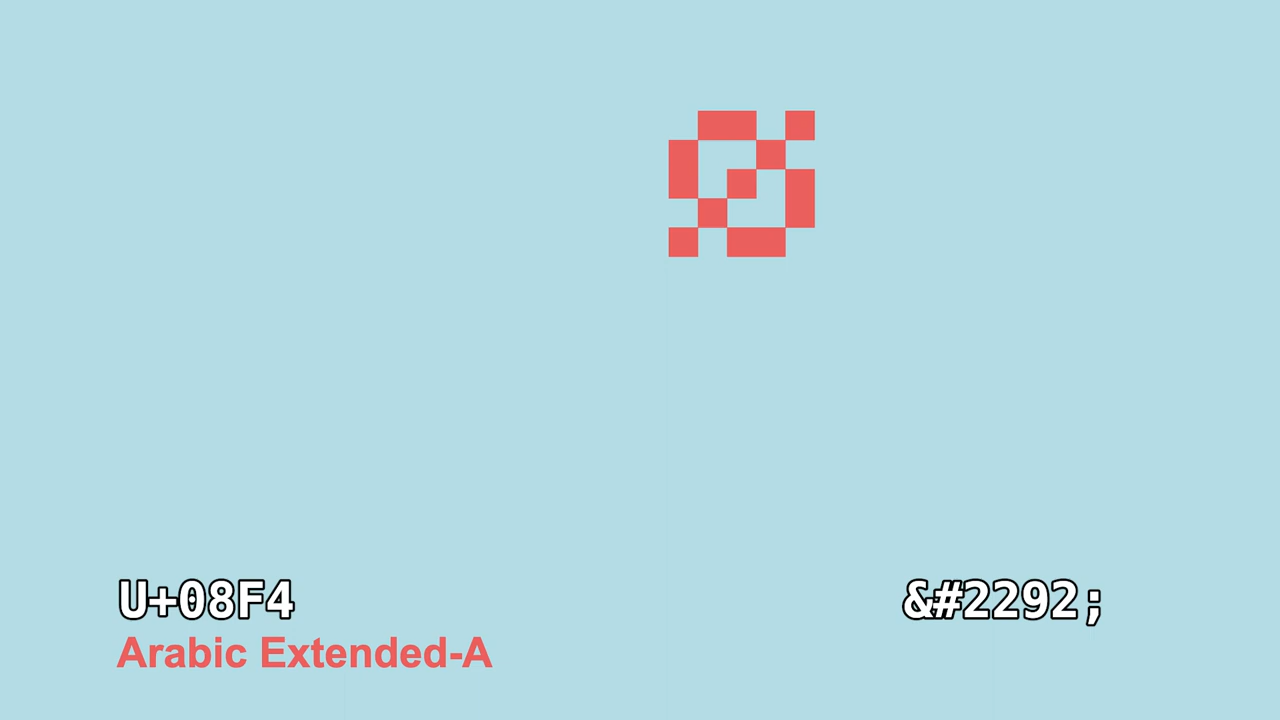 ࣴ
U+08F4
&#2292;
Arabic Extended-A